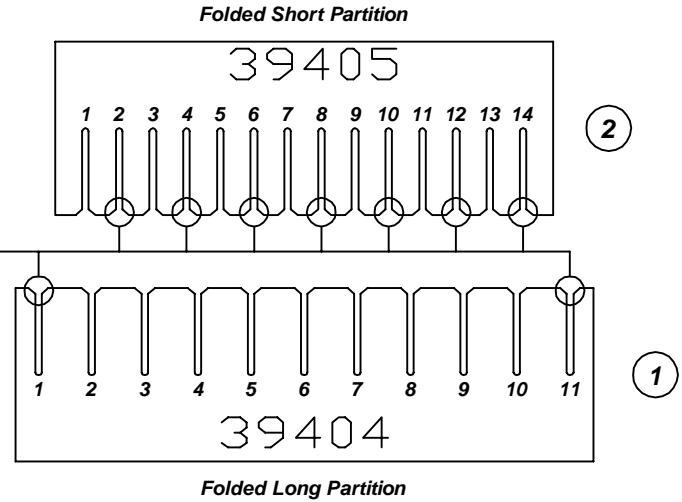 Folded Short Partition
39405
1 2 3 4 5 6 7 8 9 10 11 12 13 14
2
1
1 2 3 4 5 6 7 8 9 10 11
39404
Folded Long Partition